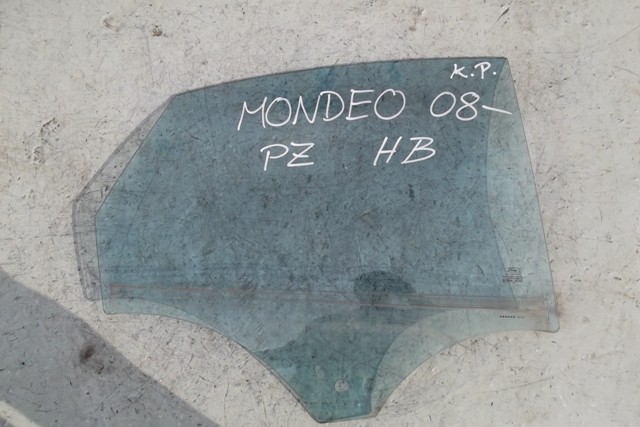 K.P.
MONDEO 08-
PZ HB